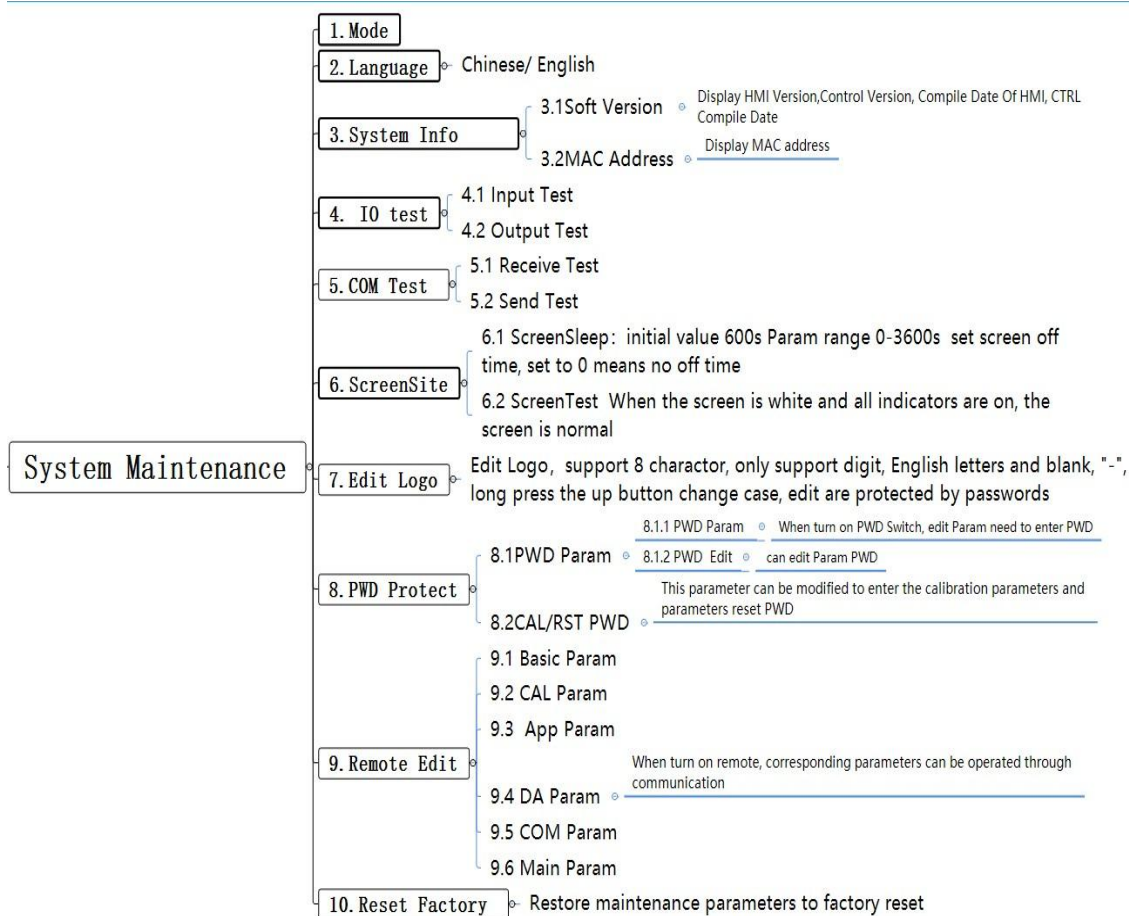 System Maintenance
1.Mode
2.Language
Chinese/ English
3.System Info
3.1Soft Version
Display HMI Version,Control Version, Compile Date Of HMI, CTRL
Compile Date
3.2MAC Address
Display MAC address
4. IO test
4.1 Input Test
4.2 Output Test
5.COM Test
5.1 Receive Test
5.2 Send Test
6.ScreenSite
6.1 ScreenSleep: initial value 600s Param range 0-3600s set screen off
time, set to 0 means no off time
6.2 ScreenTest When the screen is white and all indicators are on, the
screen is normal
7.Edit Logo
Edit Logo, support 8 charactor, only support digit, English letters and blank, "-",
long press the up button change case, edit are protected by passwords
8.PWD Protect
8.1PWD Param
8.1.1 PWD Param
When turn on PWD Switch, edit Param need to enter PWD
8.1.2 PWD Edit
can edit Param PWD
8.2CAL/RST PWD
This parameter can be modified to enter the calibration parameters and
parameters reset PWD
9.Remote Edit
9.1 Basic Param
9.2 CAL Param
9.3 App Param
9.4 DA Param
When turn on remote, corresponding parameters can be operated through
communication
9.5 COM Param
9.6 Main Param
10.Reset Factory
Restore maintenance parameters to factory reset